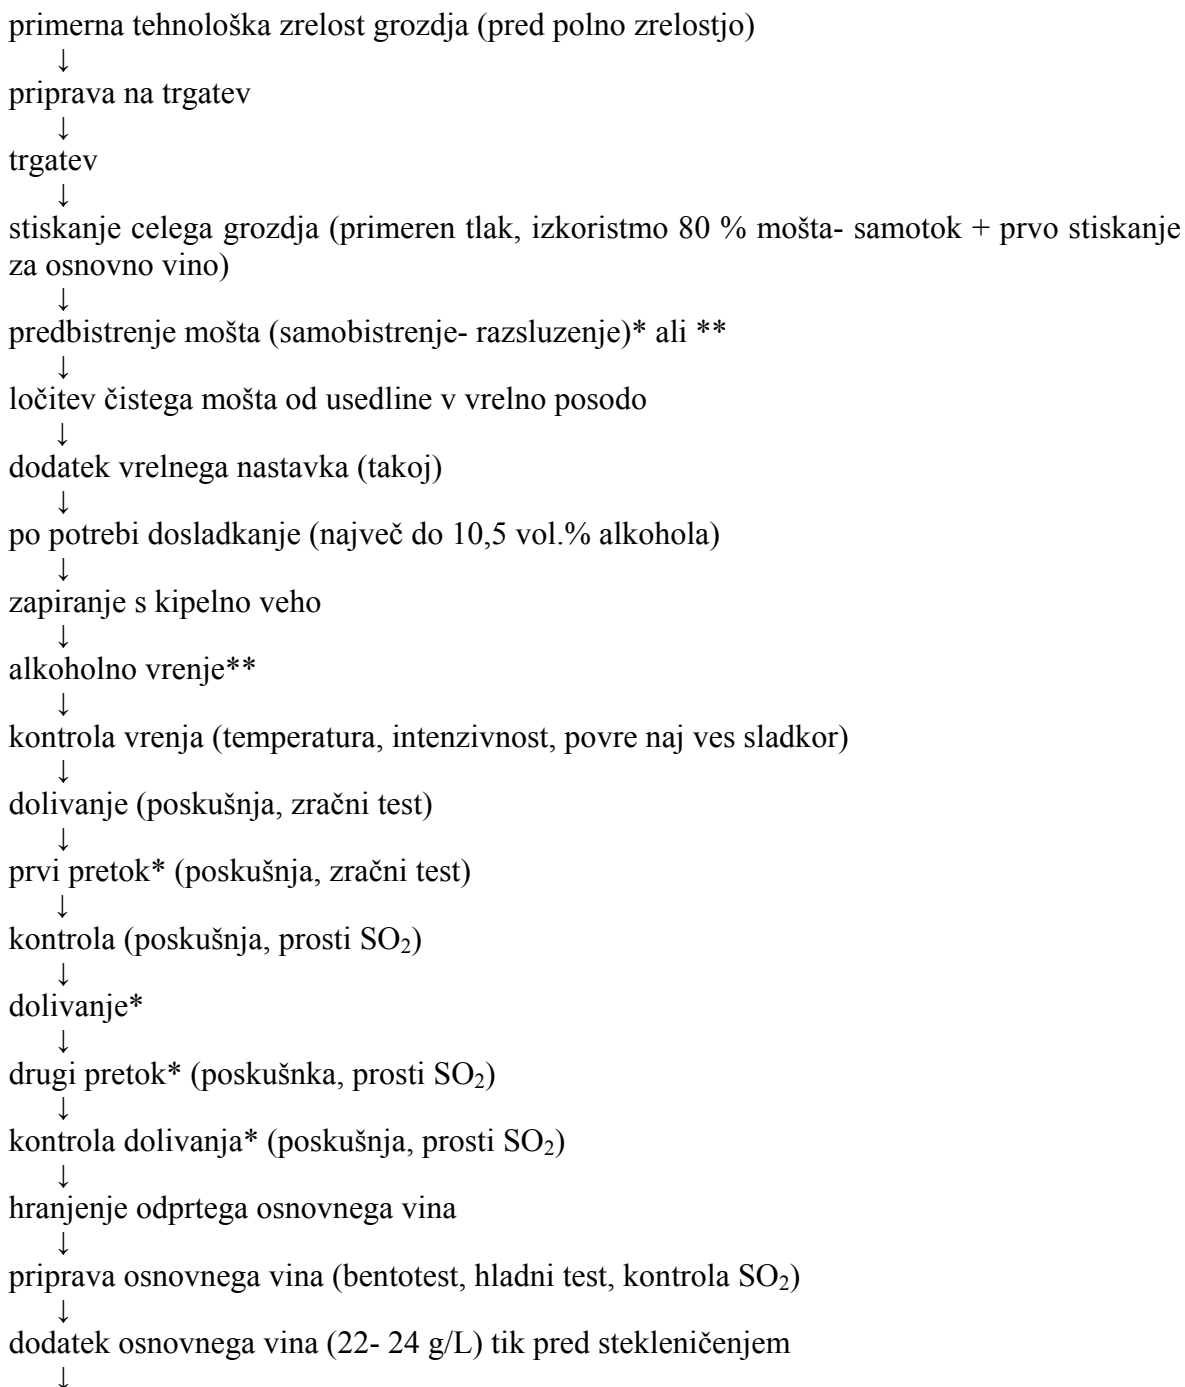 primerna tehnološka zrelost grozdja (pred polno zrelostjo)
↓
priprava na trgatev
↓
trgatev
↓
stiskanje celega grozdja (primeren tlak, izkoristmo 80 % mošta- samotok + prvo stiskanje
za osnovno vino)
↓
predbistrenje mošta (samobistrenje- razsluzenje)* ali **
↓
ločitev čistega mošta od usedline v vrelno posodo
↓
dodatek vrelnega nastavka (takoj)
↓
po potrebi dosladkanje (največ do 10,5 vol.% alkohola)
↓
zapiranje s kipelno veho
↓
alkoholno vrenje**
↓
kontrola vrenja (temperatura, intenzivnost, povre naj ves sladkor)
↓
dolivanje (poskušnja, zračni test)
↓
prvi pretok* (poskušnja, zračni test)
↓
kontrola (poskušnja, prosti SO₂)
↓
dolivanje*
↓
drugi pretok* (poskušnka, prosti SO₂)
↓
kontrola dolivanja* (poskušnja, prosti SO₂)
↓
hranjenje odprtega osnovnega vina
↓
priprava osnovnega vina (bentotest, hladni test, kontrola SO₂)
↓
dodatek osnovnega vina (22- 24 g/L) tik pred stekleničenjem
↓